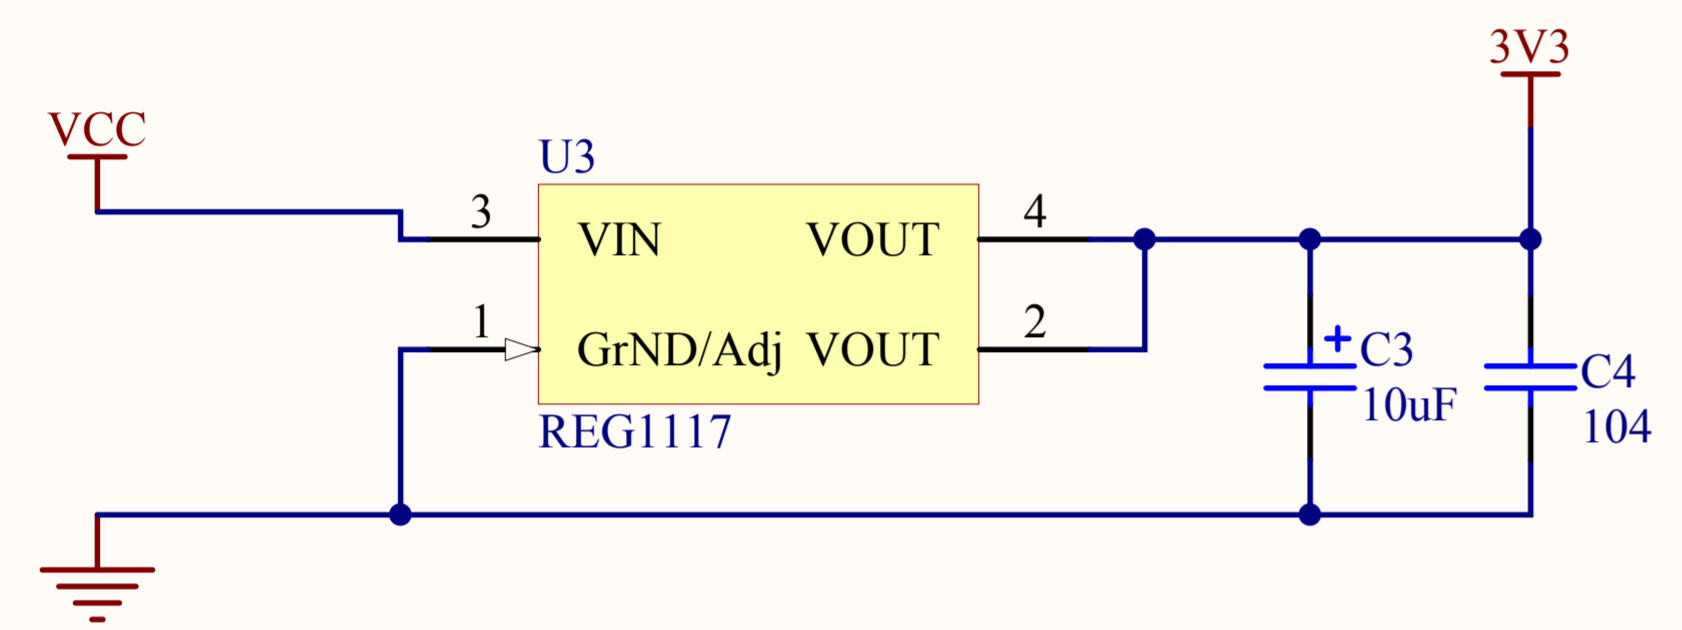 3V3
VCC
U3
3
VIN
VOUT
4
1
GrND/Adj
VOUT
2
REG1117
+
C3
10uF
C4
104